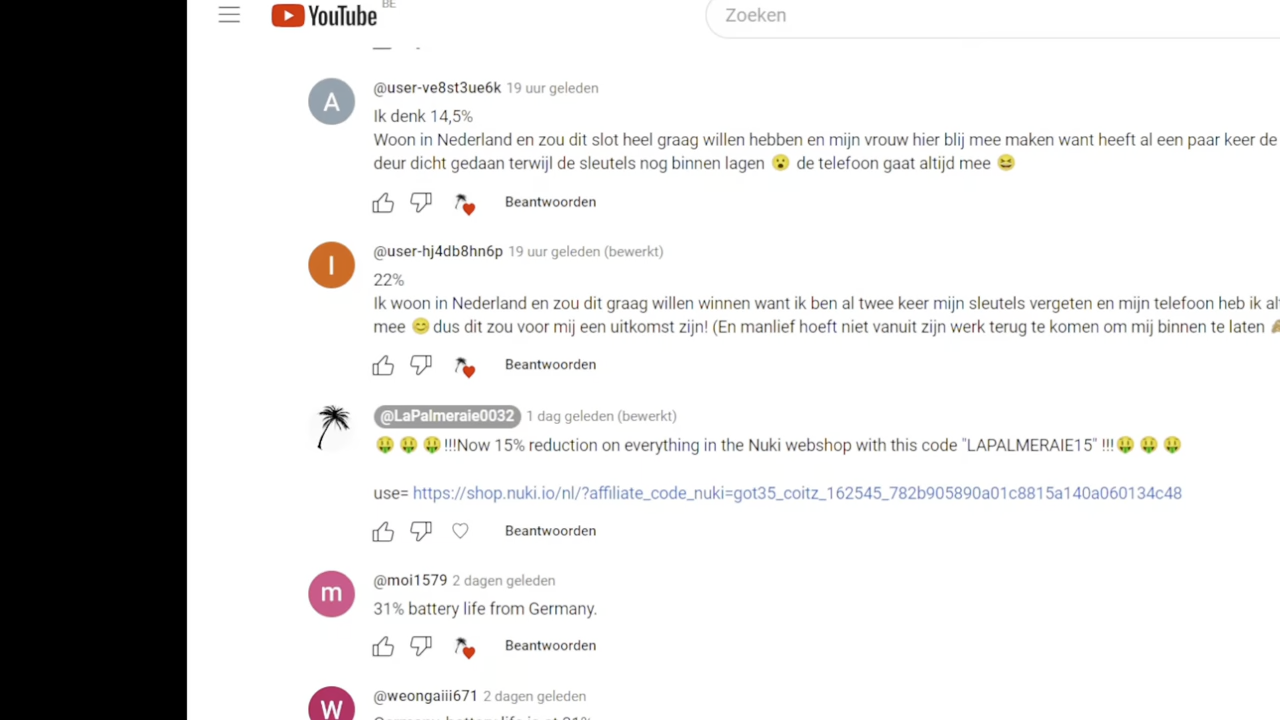 YouTube BE
Zoeken
A
@user-ve8st3ue6k 19 uur geleden
Ik denk 14,5%
Woon in Nederland en zou dit slot heel graag willen hebben en mijn vrouw hier blij mee maken want heeft al een paar keer de
deur dicht gedaan terwijl de sleutels nog binnen lagen 😮 de telefoon gaat altijd mee 😆
Beantwoorden
I
@user-hj4db8hn6p 19 uur geleden (bewerkt)
22%
Ik woon in Nederland en zou dit graag willen winnen want ik ben al twee keer mijn sleutels vergeten en mijn telefoon heb ik
mee 😊 dus dit zou voor mij een uitkomst zijn! (En manlief hoeft niet vanuit zijn werk terug te komen om mij binnen te laten
Beantwoorden
@LaPalmeraie0032 1 dag geleden (bewerkt)
🤑🤑🤑!!!Now 15% reduction on everything in the Nuki webshop with this code "LAPALMERAIE15" !!!🤑🤑🤑
use= https://shop.nuki.io/nl/?affiliate_code_nuki=got35_coitz_162545_782b905890a01c8815a140a060134c48
Beantwoorden
m
@moi1579 2 dagen geleden
31% battery life from Germany.
Beantwoorden
W
@weongaiii671 2 dagen geleden